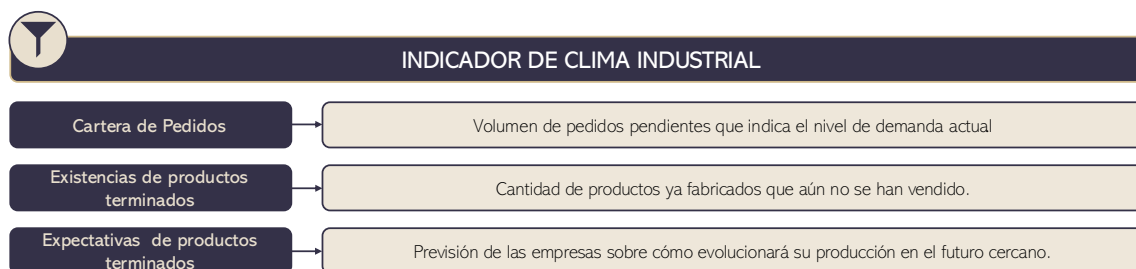 INDICADOR DE CLIMA INDUSTRIAL
Cartera de Pedidos
Volumen de pedidos pendientes que indica el nivel de demanda actual
Existencias de productos
terminados
Cantidad de productos ya fabricados que aún no se han vendido.
Expectativas de productos
terminados
Previsión de las empresas sobre cómo evolucionará su producción en el futuro cercano.